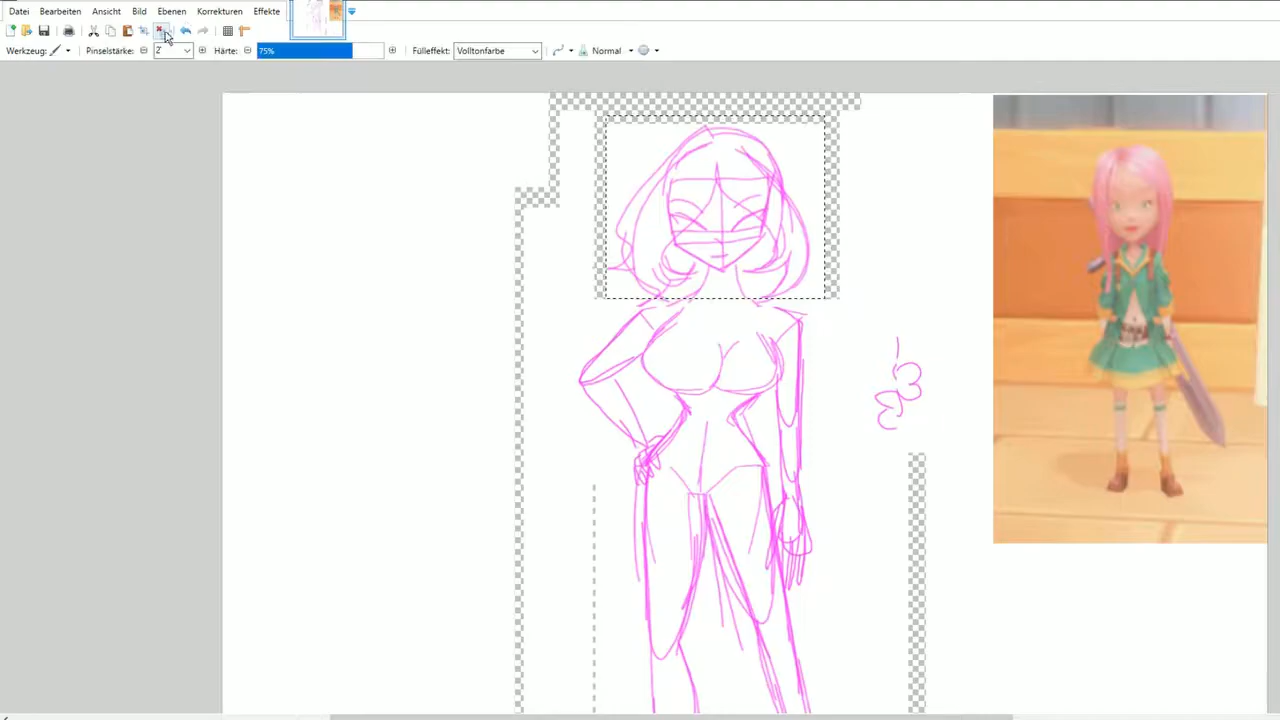 Datei Bearbeiten Ansicht Bild Ebenen Korrekturen Effekte
Werkzeug: Pinselstärke: 2 Härte: 75% Fülleffekt: Volltonfarbe Normal